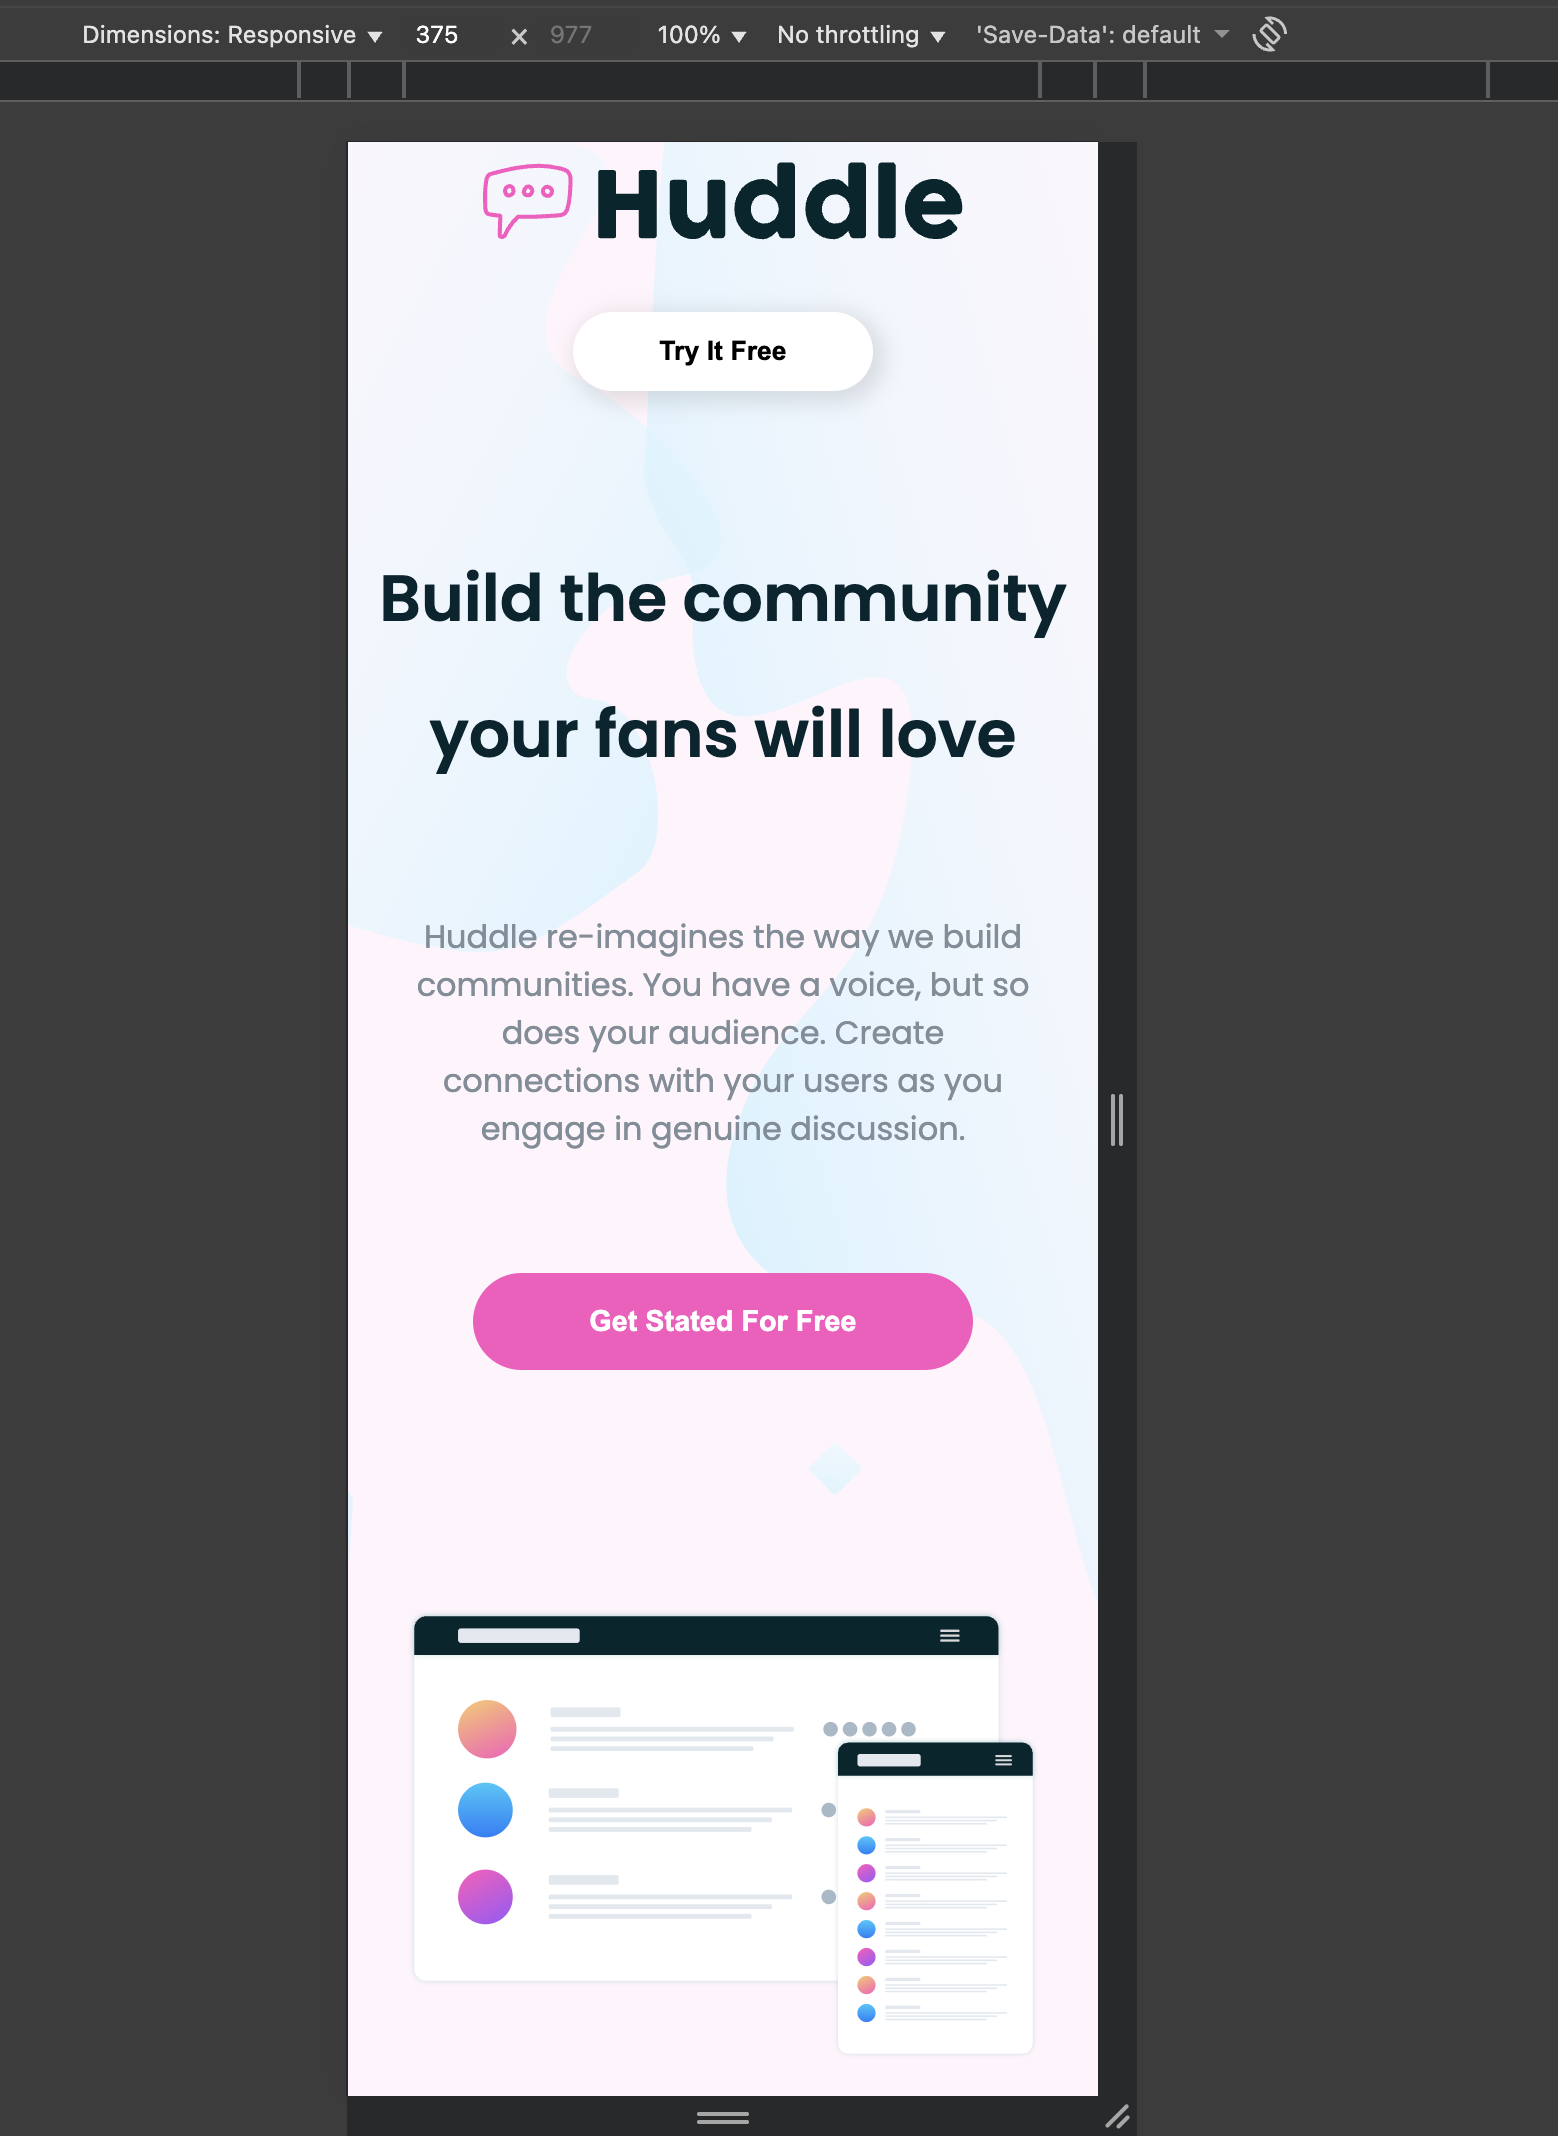 Dimensions: Responsive 375 × 977 100% No throttling 'Save-Data': default
Huddle
Try It Free
Build the community
your fans will love
Huddle re-imagines the way we build
communities. You have a voice, but so
does your audience. Create
connections with your users as you
engage in genuine discussion.
Get Stated For Free